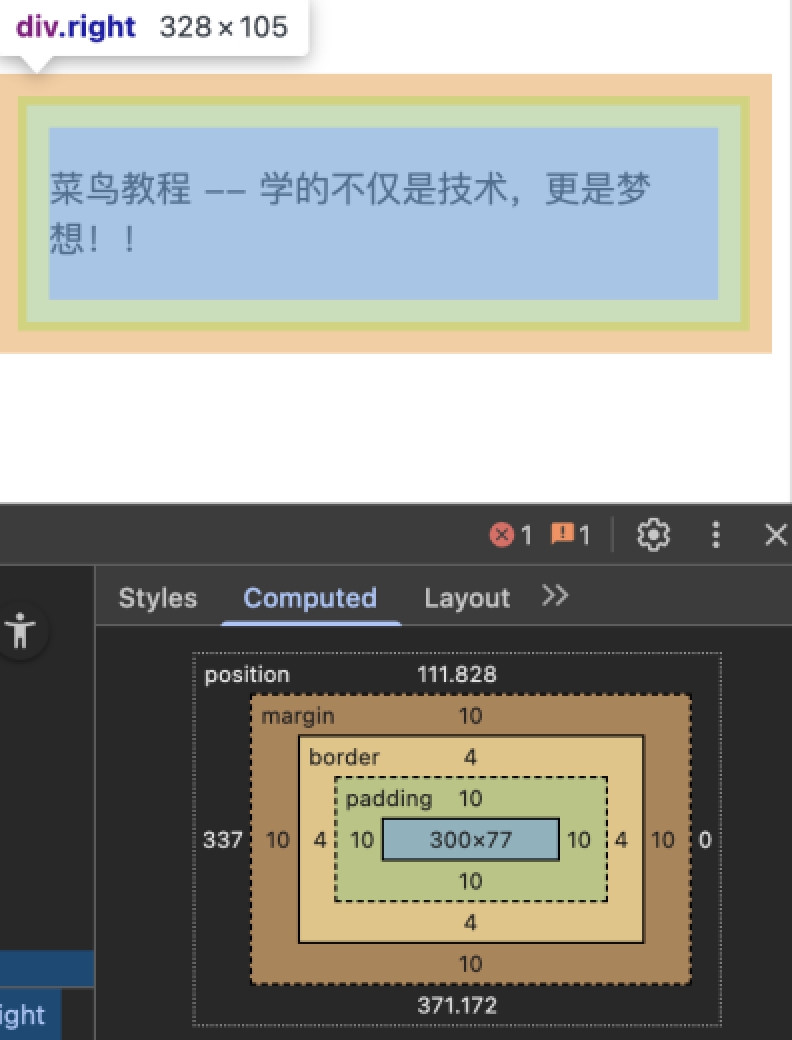 div.right 328 × 105
菜鸟教程 -- 学的不仅是技术，更是梦
想！！
1 1
Styles Computed Layout
position 111.828
margin 10
border 4
padding 10
337 10 4 10 300×77 10 4 10 0
10
4
10
371.172
ight